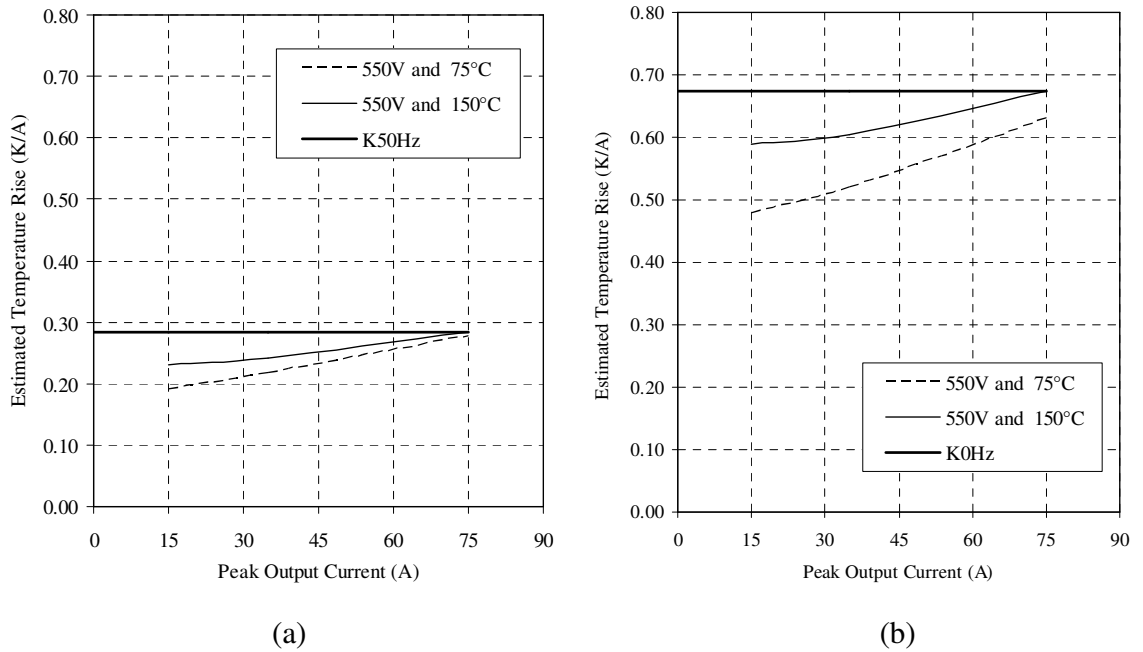 0.80
0.70
0.60
0.50
0.40
0.30
0.20
0.10
0.00
Estimated Temperature Rise (K/A)
550V and 75°C
550V and 150°C
K50Hz
0 15 30 45 60 75 90
Peak Output Current (A)
(a)
0.80
0.70
0.60
0.50
0.40
0.30
0.20
0.10
0.00
Estimated Temperature Rise (K/A)
550V and 75°C
550V and 150°C
K0Hz
0 15 30 45 60 75 90
Peak Output Current (A)
(b)